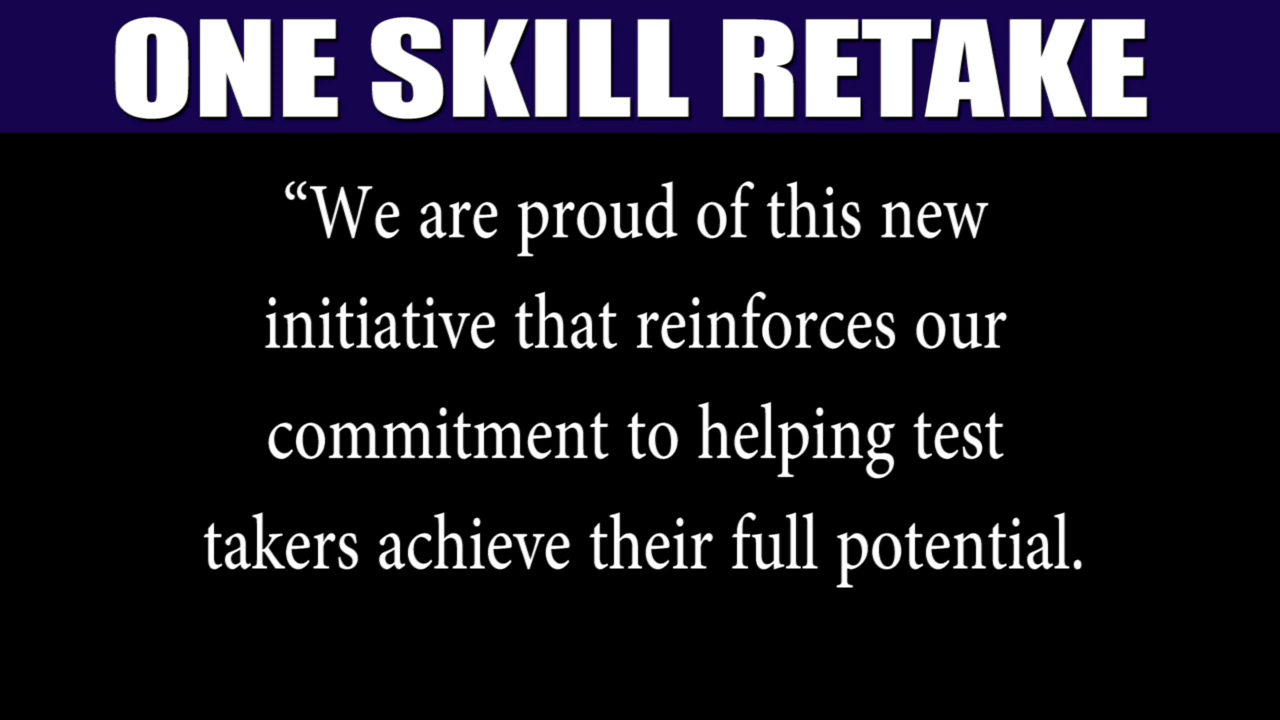 ONE SKILL RETAKE
“We are proud of this new
initiative that reinforces our
commitment to helping test
takers achieve their full potential.